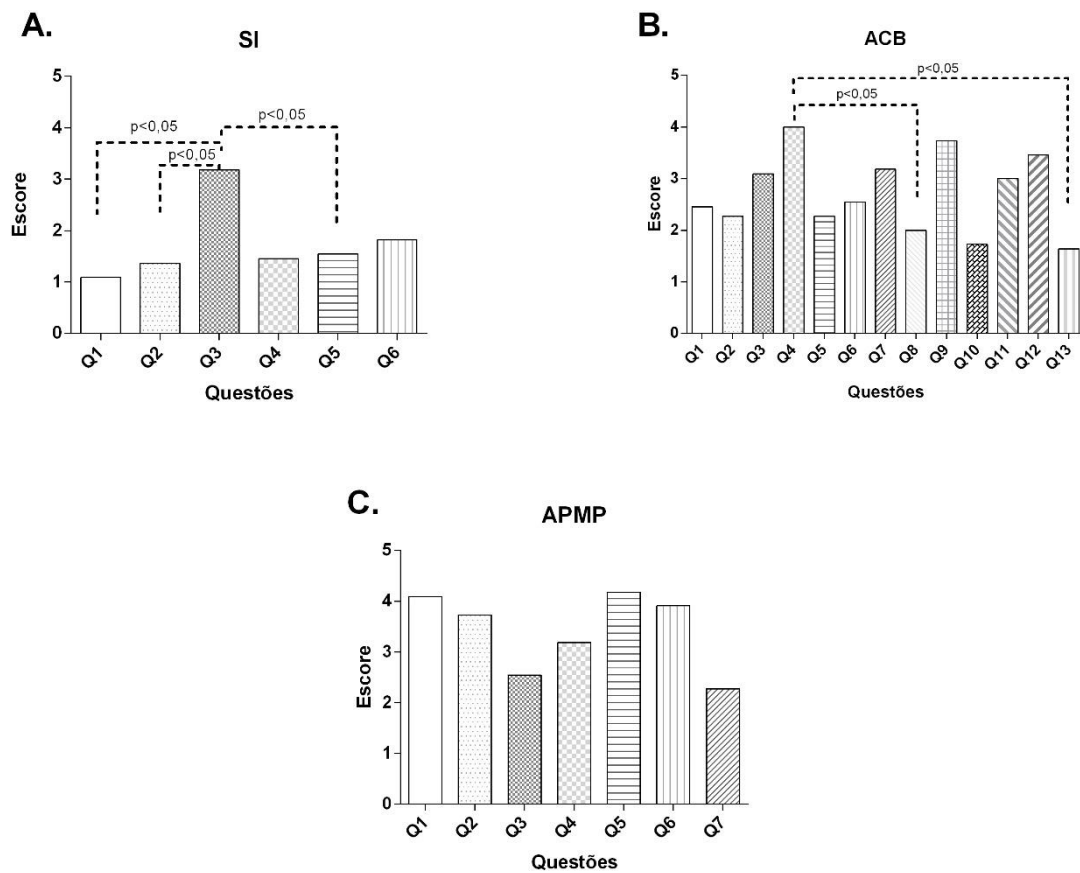 A.
SI
5
4
3
2
1
0
Escore
p<0,05
p<0,05
p<0,05
Q1 Q2 Q3 Q4 Q5 Q6
Questões
B.
ACB
5
4
3
2
1
0
Escore
p<0,05
p<0,05
Q1 Q2 Q3 Q4 Q5 Q6 Q7 Q8 Q9 Q10 Q11 Q12 Q13
Questões
C.
APMP
5
4
3
2
1
0
Escore
Q1 Q2 Q3 Q4 Q5 Q6 Q7
Questões